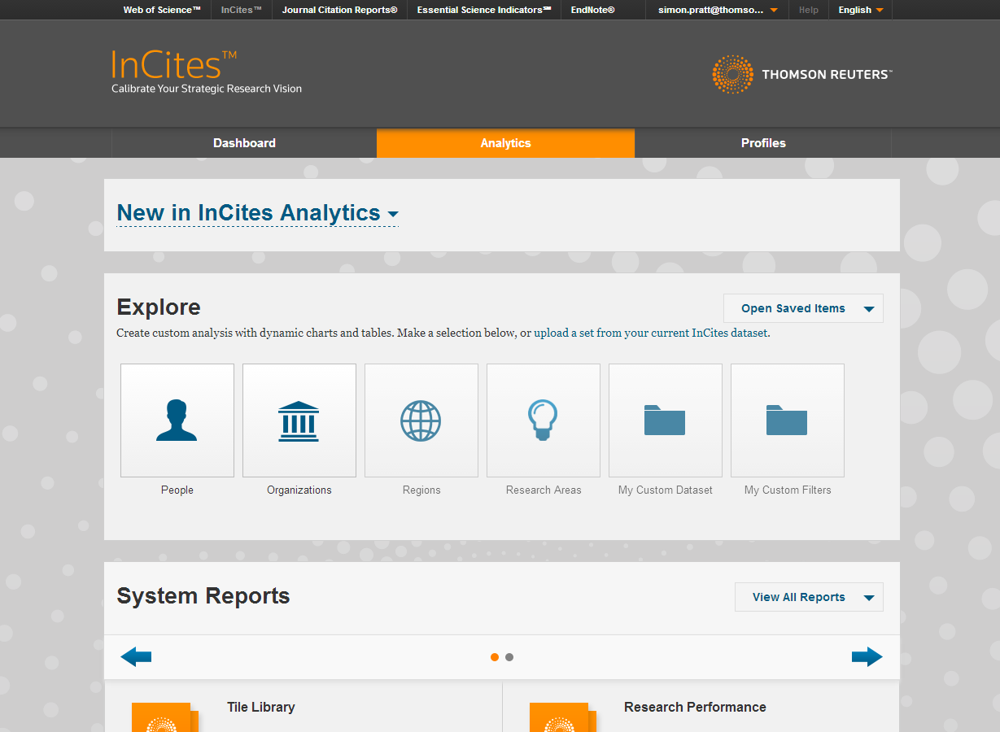 Web of Science™ InCites™ Journal Citation Reports® Essential Science Indicators℠ EndNote® simon.pratt@thomso... Help English
InCites™
Calibrate Your Strategic Research Vision
THOMSON REUTERS™
Dashboard Analytics Profiles
New in InCites Analytics
Explore
Open Saved Items
Create custom analysis with dynamic charts and tables. Make a selection below, or upload a set from your current InCites dataset.
People Organizations Regions Research Areas My Custom Dataset My Custom Filters
System Reports
View All Reports
Tile Library Research Performance